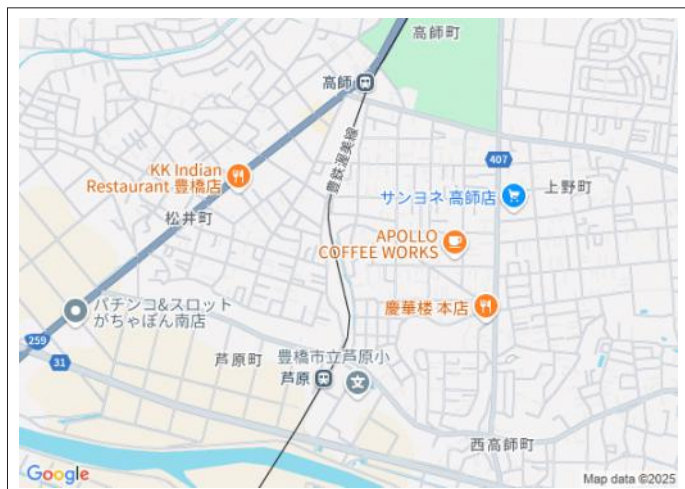 高師町
高師
豊鉄渥美線
407
KK Indian
Restaurant 豊橋店
サンヨネ 高師店
上野町
松井町
APOLLO
COFFEE WORKS
パチンコ&スロット
がちゃぽん南店
慶華楼 本店
259
31
芦原町
豊橋市立芦原小
芦原
文
西高師町
Google
Map data ©2025